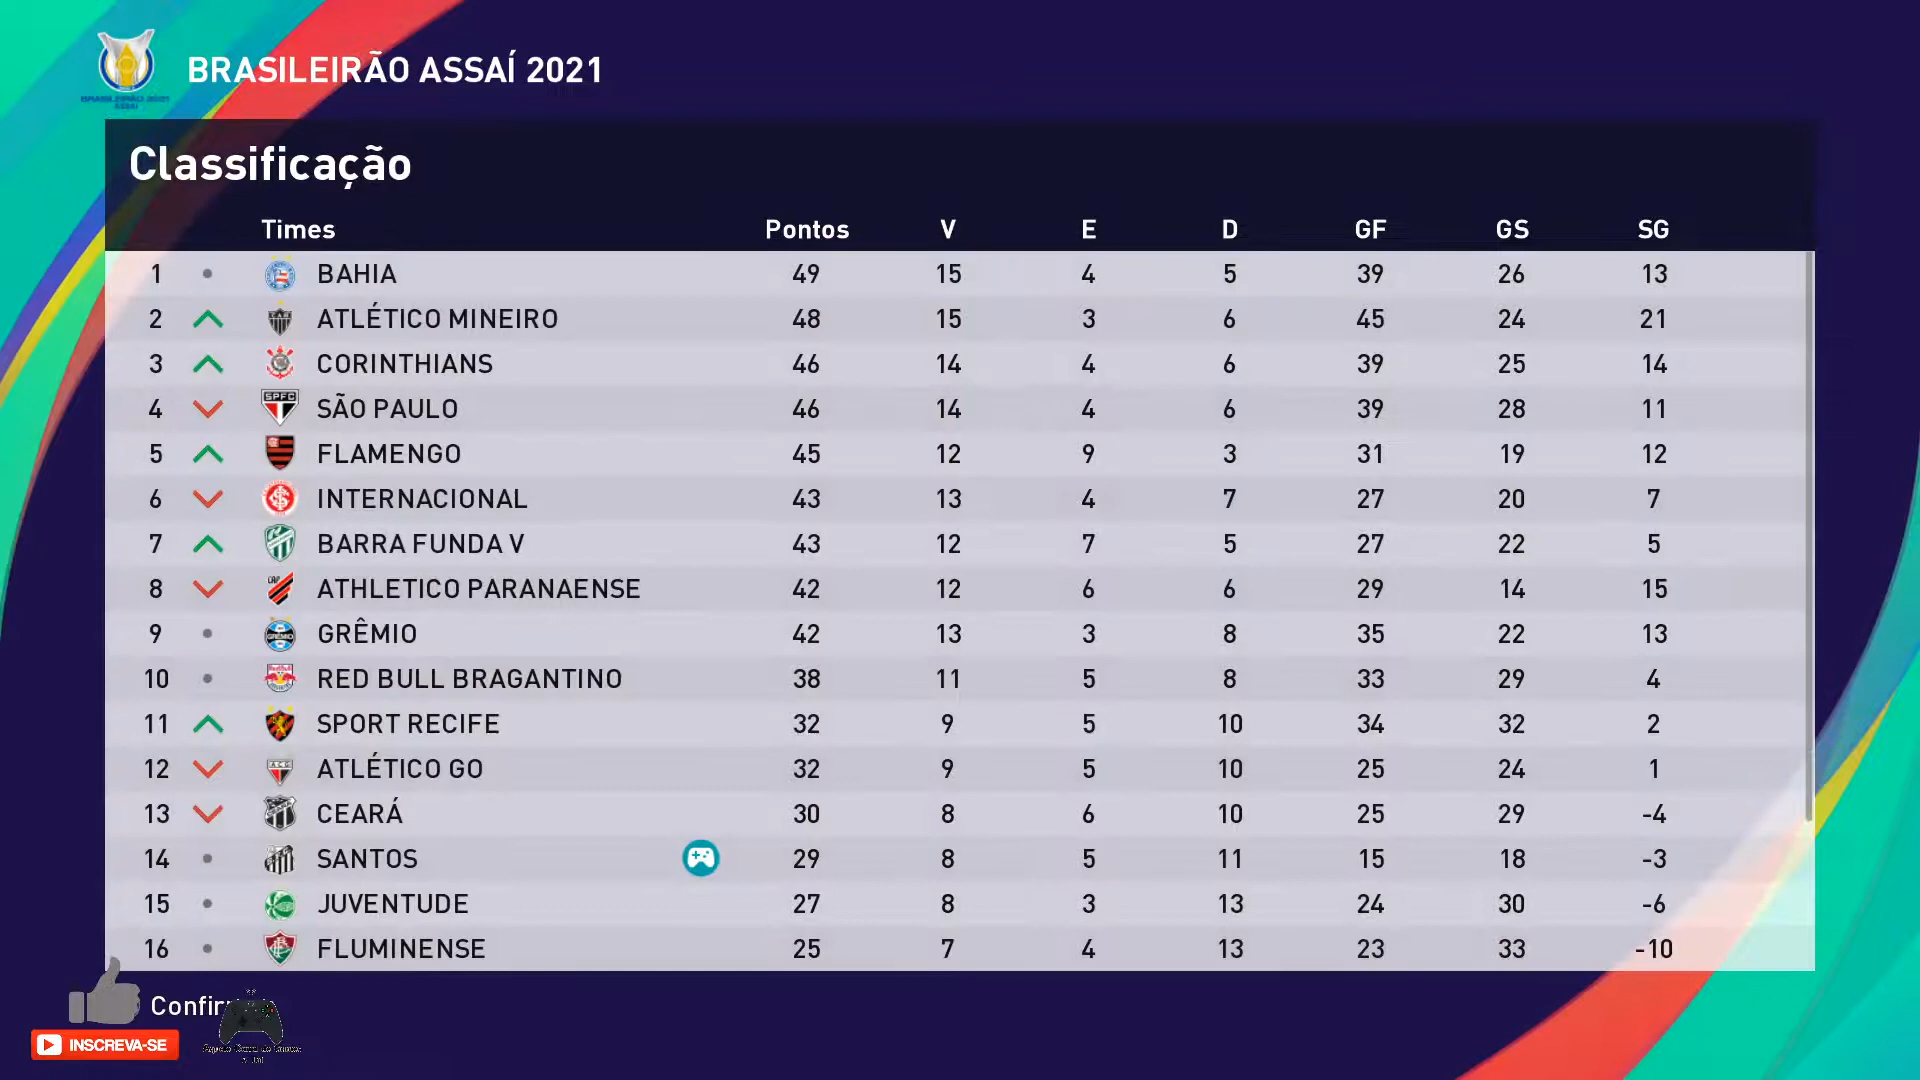 BRASILEIRÃO ASSAÍ 2021
BRASILEIRÃO 2021
ASSAÍ
Classificação
Times Pontos V E D GF GS SG
1 BAHIA 49 15 4 5 39 26 13
2 ATLÉTICO MINEIRO 48 15 3 6 45 24 21
3 CORINTHIANS 46 14 4 6 39 25 14
4 SPFC SÃO PAULO 46 14 4 6 39 28 11
5 FLAMENGO 45 12 9 3 31 19 12
6 INTERNACIONAL 43 13 4 7 27 20 7
7 BARRA FUNDA V 43 12 7 5 27 22 5
8 CAP ATHLETICO PARANAENSE 42 12 6 6 29 14 15
9 GRÊMIO GRÊMIO 42 13 3 8 35 22 13
10 RED BULL BRAGANTINO 38 11 5 8 33 29 4
11 SPORT RECIFE 32 9 5 10 34 32 2
12 ATLÉTICO GO 32 9 5 10 25 24 1
13 CEARÁ 30 8 6 10 25 29 -4
14 SANTOS 29 8 5 11 15 18 -3
15 JUVENTUDE 27 8 3 13 24 30 -6
16 FLUMINENSE 25 7 4 13 23 33 -10
Confir
INSCREVA-SE